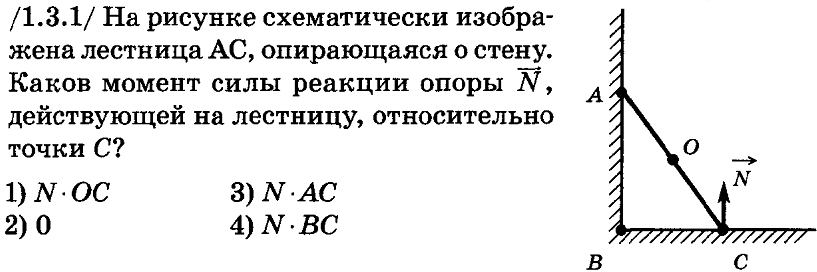 /1.3.1/ На рисунке схематически изобра-
жена лестница АС, опирающаяся о стену.
Каков момент силы реакции опоры N⃗,
действующей на лестницу, относительно
точки C?
1) N · OC 3) N · AC
2) 0 4) N · BC
A
O
N⃗
B
C